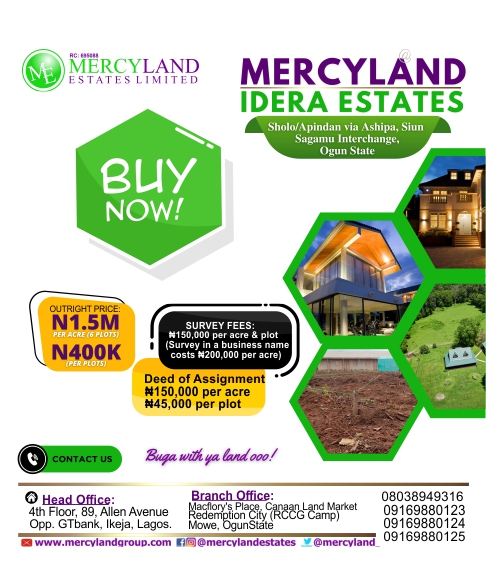 RC: 695088
ME
MERCYLAND
ESTATES LIMITED
@
MERCYLAND
IDERA ESTATES
Sholo/Apindan via Ashipa, Siun
Sagamu Interchange,
Ogun State
BUY
NOW!
OUTRIGHT PRICE:
N1.5M
PER ACRE (6 PLOTS)
N400K
(PER PLOTS)
SURVEY FEES:
₦150,000 per acre & plot
(Survey in a business name
costs ₦200,000 per acre)
Deed of Assignment
₦150,000 per acre
₦45,000 per plot
CONTACT US
Buga with ya land ooo!
Head Office:
4th Floor, 89, Allen Avenue
Opp. GTbank, Ikeja, Lagos.
Branch Office:
Macflory's Place, Canaan Land Market
Redemption City (RCCG Camp)
Mowe, OgunState
08038949316
09169880123
09169880124
09169880125
www.mercylandgroup.com @mercylandestates @mercyland_